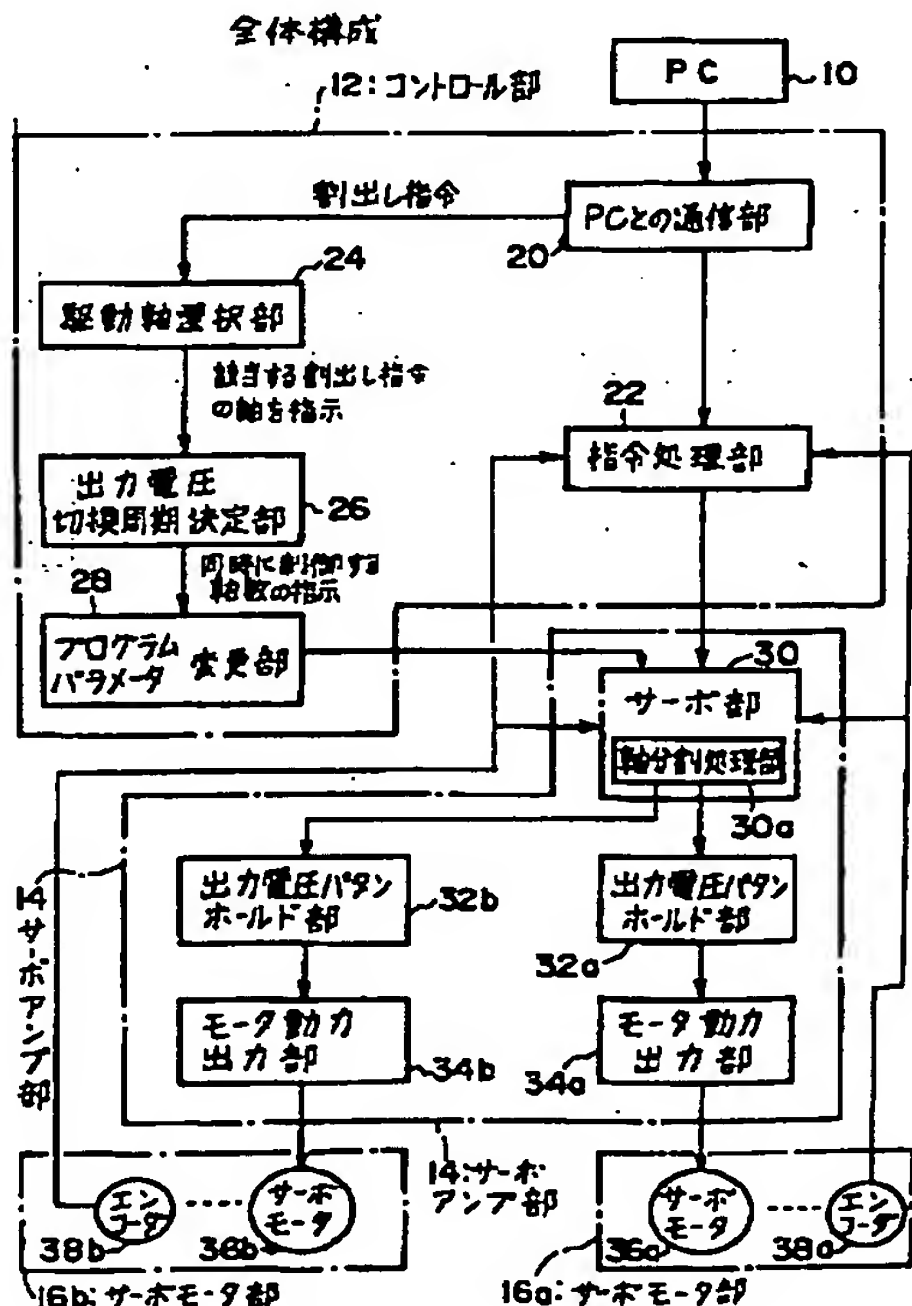 全体構成
PC
10
12:コントロール部
割出し指令
PCとの通信部
20
24
駆動軸選択部
該当する割出し指令
の軸を指示
22
指令処理部
出力電圧
切換周期決定部
26
同時に制御する
軸数の指示
28
プログラム
パラメータ 変更部
30
サーボ部
軸分割処理部
30a
14
サーボアンプ部
出力電圧パタン
ホールド部
32b
出力電圧パタン
ホールド部
32a
モータ動力
出力部
34b
モータ動力
出力部
34a
14:サーボ
アンプ部
エン
コーダ
38b
サーボ
モータ
36b
サーボ
モータ
36a
エン
コーダ
38a
16b:サーボモータ部
16a:サーボモータ部